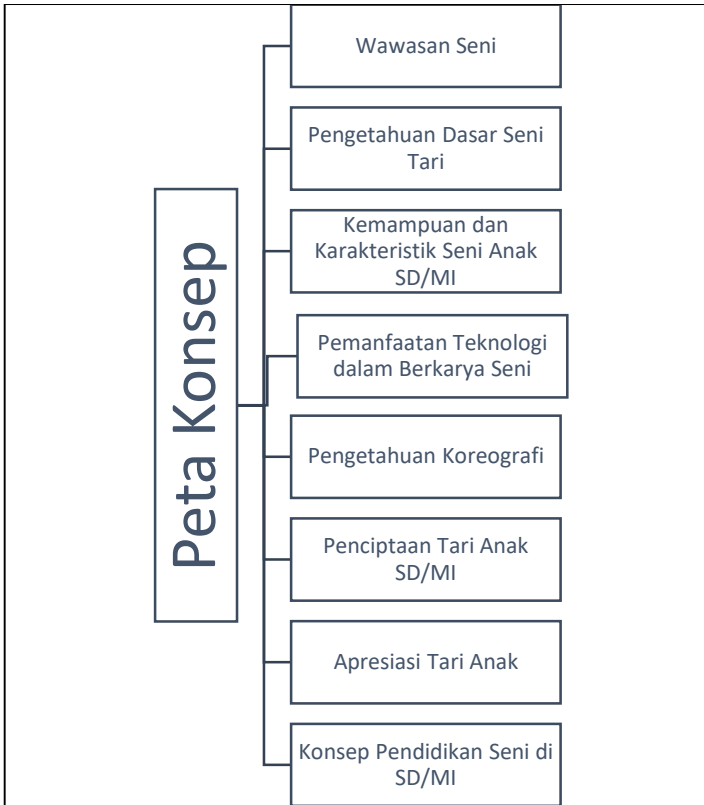 Peta Konsep
Wawasan Seni
Pengetahuan Dasar Seni
Tari
Kemampuan dan
Karakteristik Seni Anak
SD/MI
Pemanfaatan Teknologi
dalam Berkarya Seni
Pengetahuan Koreografi
Penciptaan Tari Anak
SD/MI
Apresiasi Tari Anak
Konsep Pendidikan Seni di
SD/MI